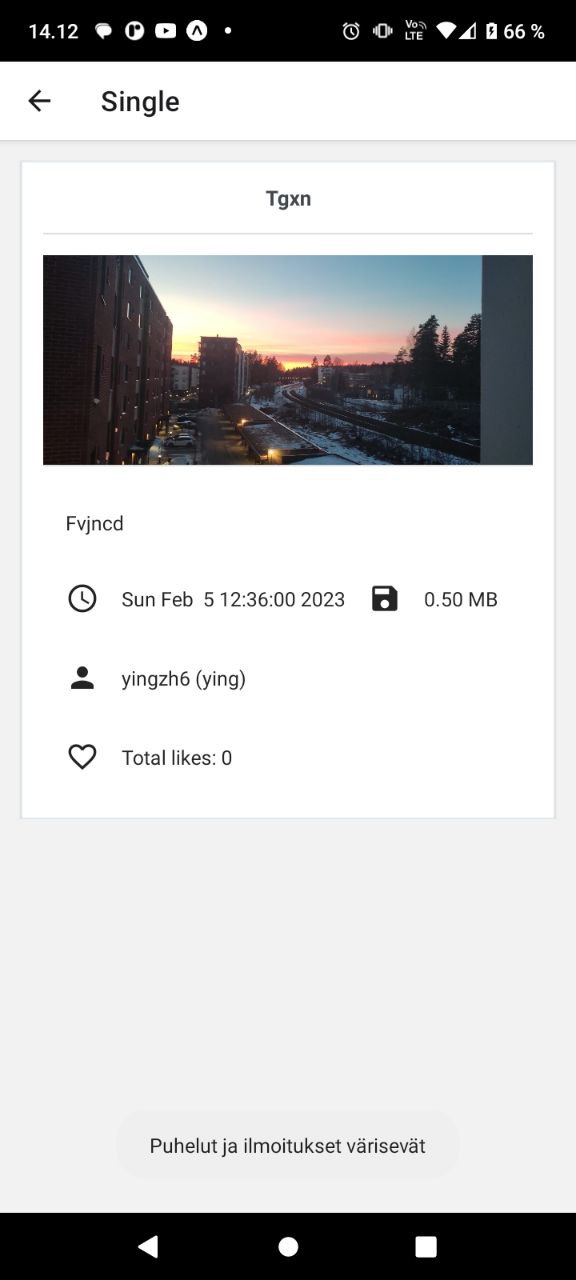 14.12 Vo LTE 66 %
Single
Tgxn
Fvjncd
Sun Feb  5 12:36:00 2023 0.50 MB
yingzh6 (ying)
Total likes: 0
Puhelut ja ilmoitukset värisevät